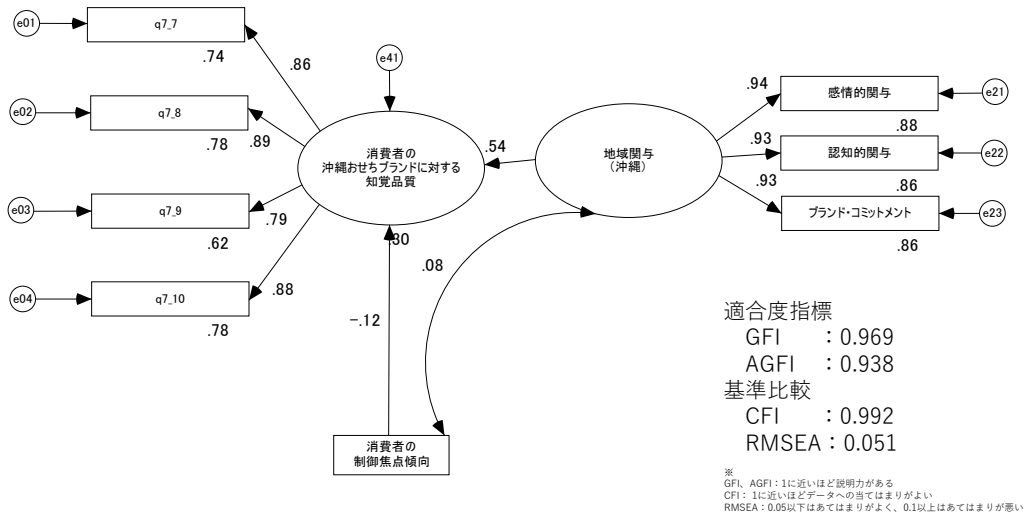 e01
q7_7
.74
.86
e02
q7_8
.78
.89
e03
q7_9
.62
.79
e04
q7_10
.78
.88
e41
消費者の
沖縄おせちブランドに対する
知覚品質
.30
.54
地域関与
(沖縄)
.94
感情的関与
e21
.88
.93
認知的関与
e22
.86
.93
ブランド・コミットメント
e23
.86
.08
-.12
消費者の
制御焦点傾向
適合度指標
GFI :0.969
AGFI :0.938
基準比較
CFI :0.992
RMSEA:0.051
※
GFI、AGFI:1に近いほど説明力がある
CFI: 1に近いほどデータへの当てはまりがよい
RMSEA:0.05以下はあてはまりがよく、0.1以上はあてはまりが悪い